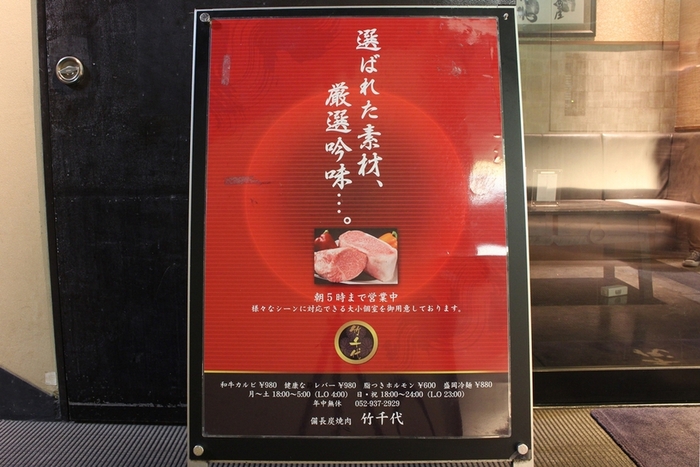 選ばれた素材、
厳選吟味…。
朝5時まで営業中
様々なシーンに対応できる大小個室を御用意しております。
竹千代
和牛カルビ ¥980 健康な レバー ¥980 脂つきホルモン ¥600 盛岡冷麺 ¥880
月〜土 18:00〜5:00（LO 4:00） 日・祝 18:00〜24:00（LO 23:00）
年中無休 052-937-2929
備長炭焼肉 竹千代